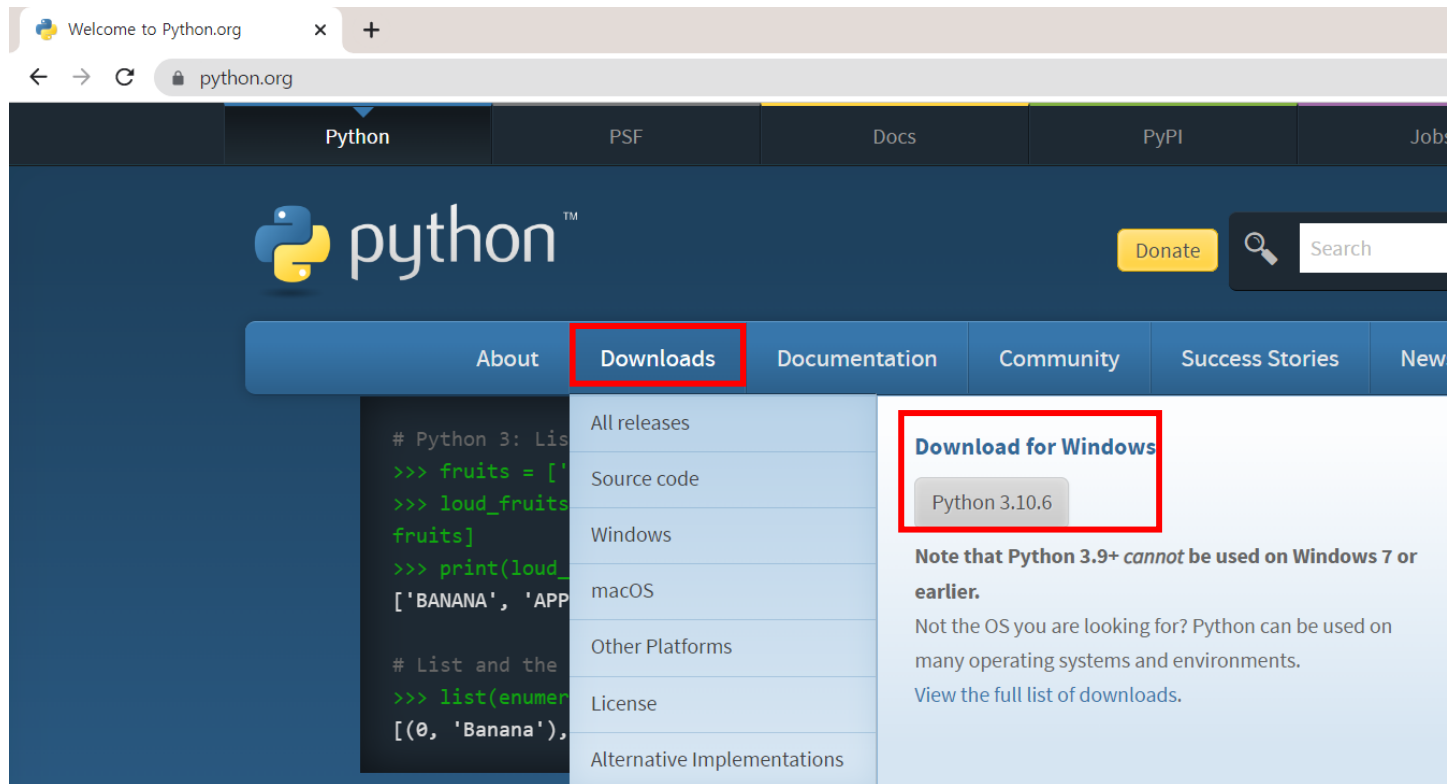 Welcome to Python.org
python.org
Python PSF Docs PyPI Jobs
python™
Donate Search
About Downloads Documentation Community Success Stories New
All releases
Source code
Windows
macOS
Other Platforms
License
Alternative Implementations
Download for Windows
Python 3.10.6
Note that Python 3.9+ cannot be used on Windows 7 or
earlier.
Not the OS you are looking for? Python can be used on
many operating systems and environments.
View the full list of downloads.
# Python 3: Lis
>>> fruits = ['
>>> loud_fruits
fruits]
>>> print(loud_
['BANANA', 'APP
# List and the
>>> list(enumer
[(0, 'Banana'),